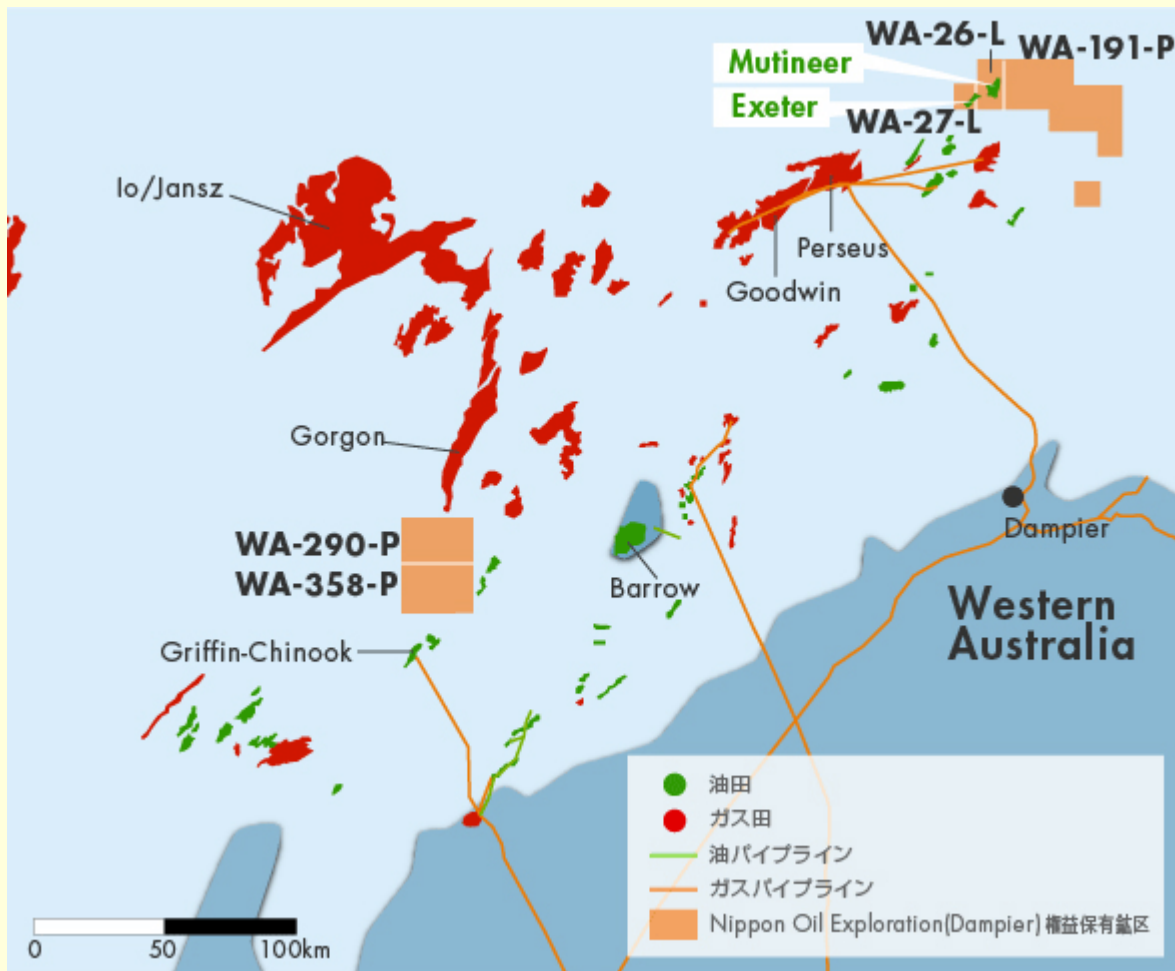 WA-26-L
WA-191-P
Mutineer
Exeter
WA-27-L
Io/Jansz
Perseus
Goodwin
Gorgon
Dampier
WA-290-P
WA-358-P
Barrow
Western
Australia
Griffin-Chinook
油田
ガス田
油パイプライン
ガスパイプライン
Nippon Oil Exploration(Dampier) 権益保有鉱区
0 50 100km